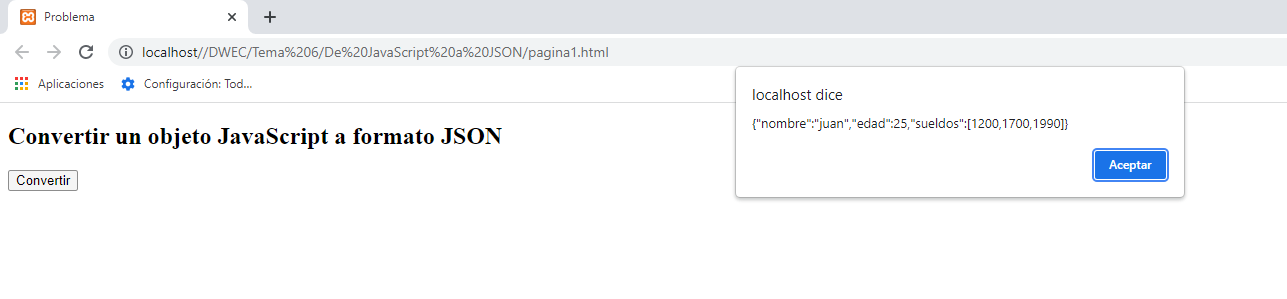 Problema
localhost//DWEC/Tema%206/De%20JavaScript%20a%20JSON/pagina1.html
Aplicaciones
Configuración: Tod...
localhost dice
{"nombre":"juan","edad":25,"sueldos":[1200,1700,1990]}
Aceptar
Convertir un objeto JavaScript a formato JSON
Convertir